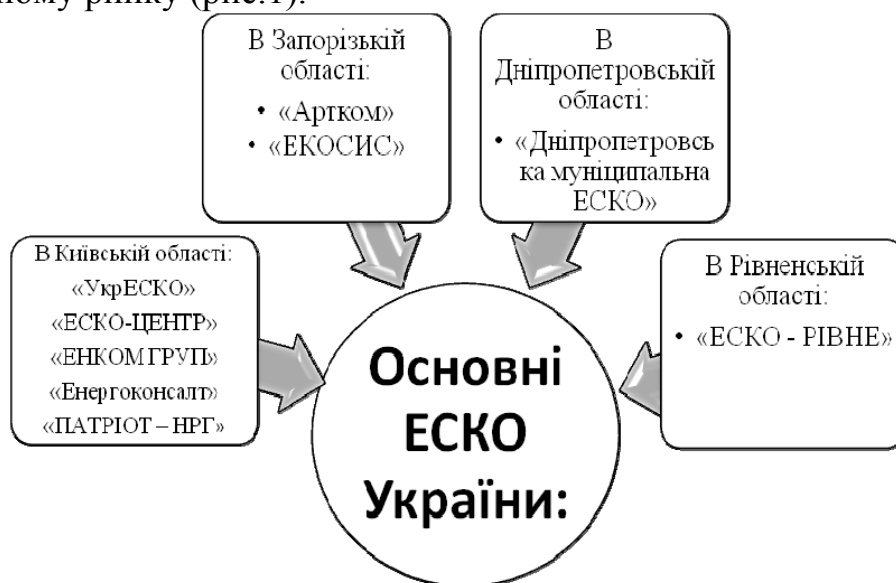 ному ринку (рис.1).
В Запорізькій
області:
• «Артком»
• «ЕКОСИС»
В
Дніпропетровській
області:
• «Дніпропетровсь
ка муніципальна
ЕСКО»
В Київській області:
«УкрЕСКО»
«ЕСКО-ЦЕНТР»
«ЕНКОМ ГРУП»
«Енергоконсалт»
«ПАТРІОТ – НРГ»
В Рівненській
області:
• «ЕСКО - РІВНЕ»
Основні
ЕСКО
України: